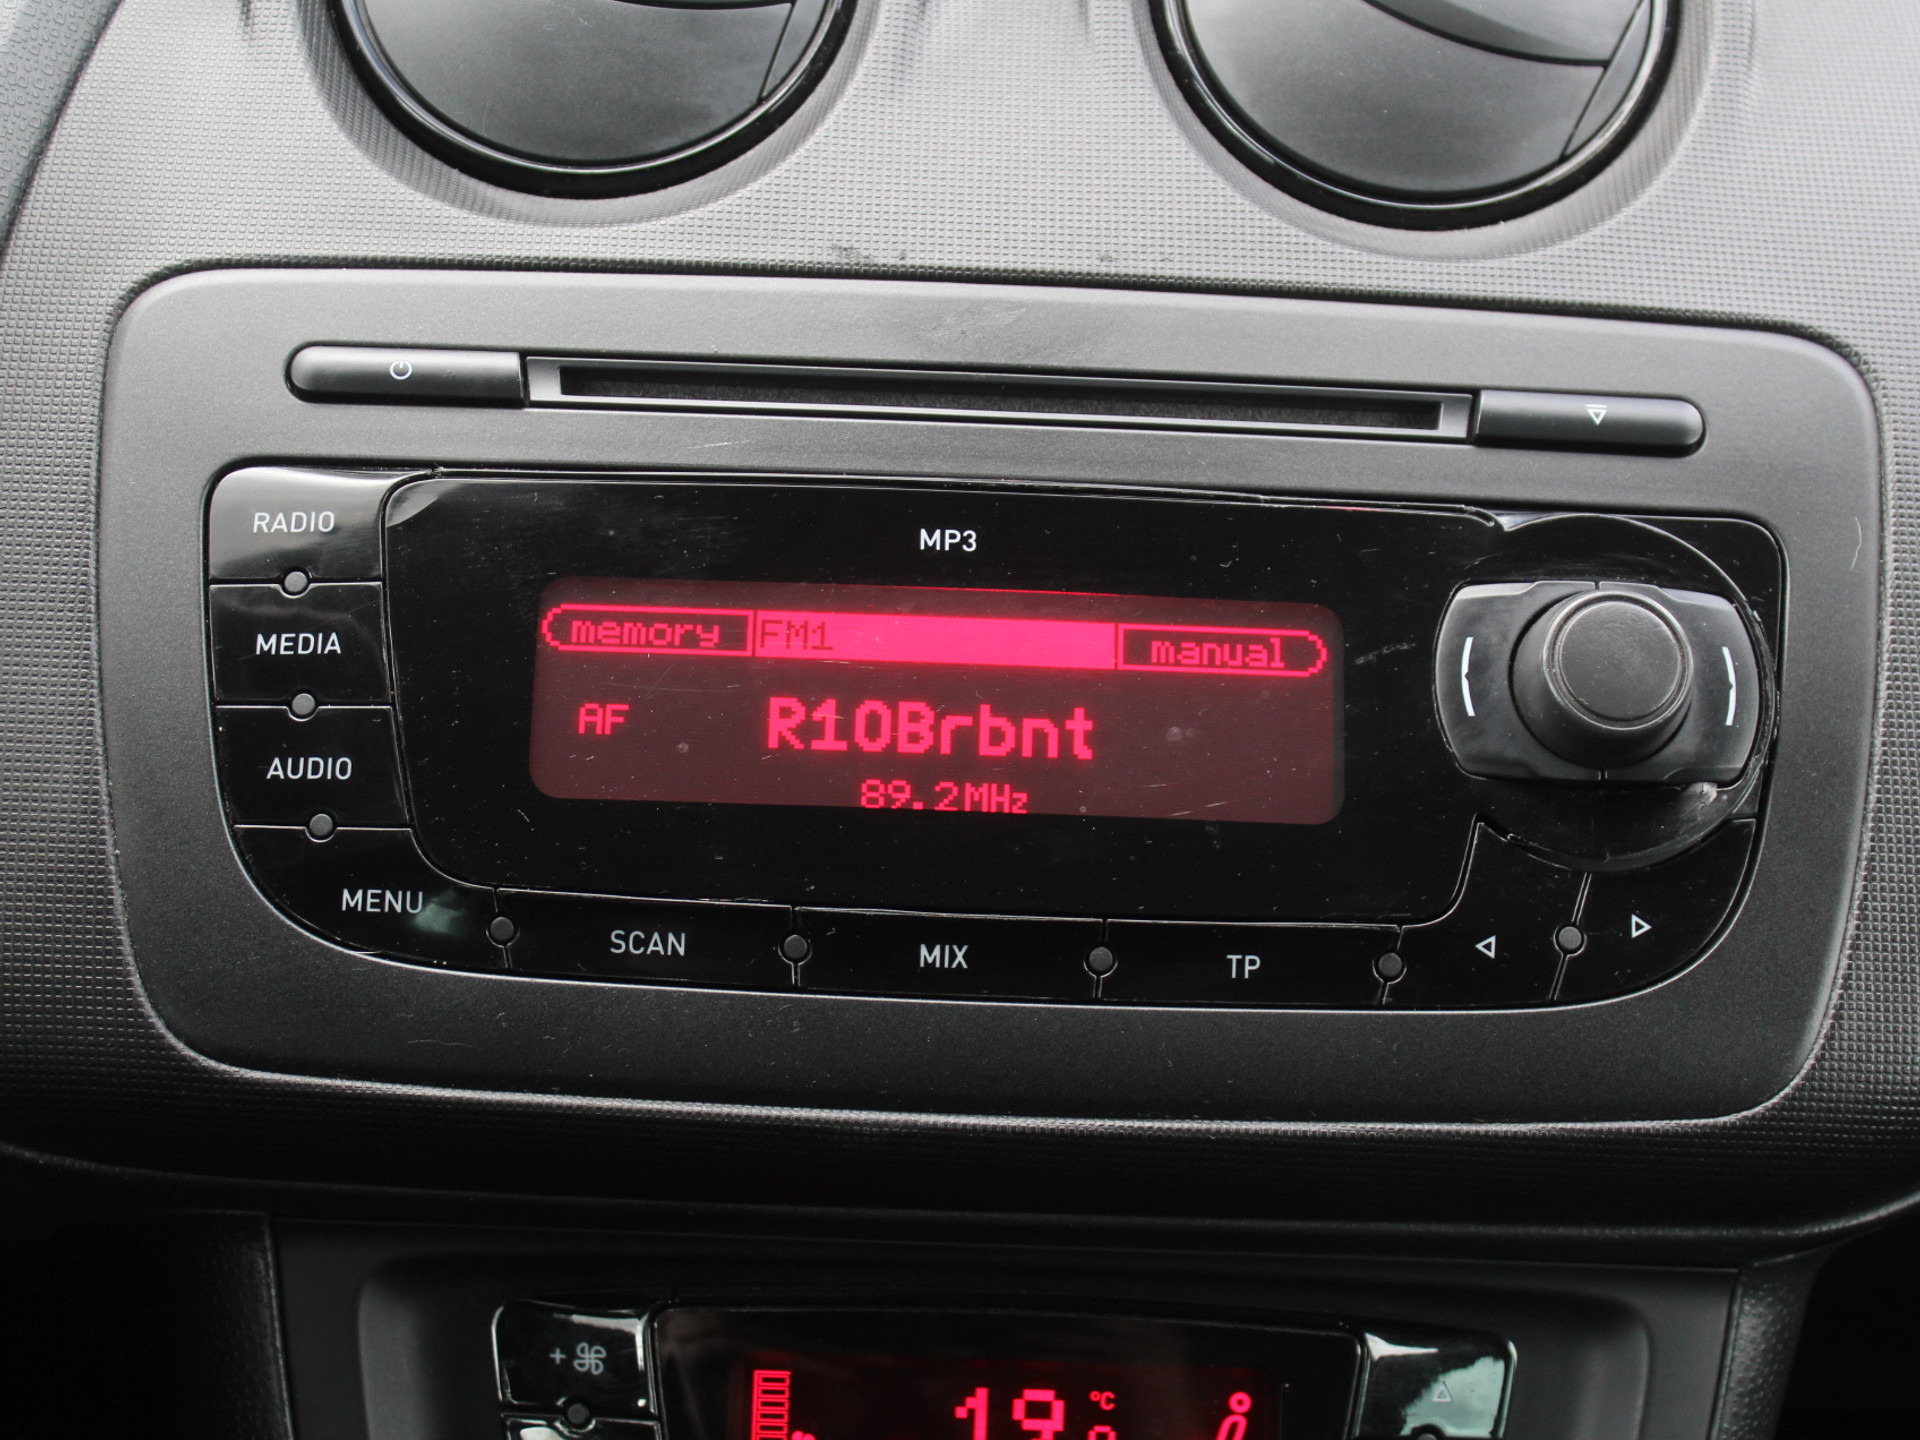 RADIO
MP3
MEDIA
memory FM1 manual
AF R10Brbnt
89.2MHz
AUDIO
MENU
SCAN MIX TP
+
19 °C